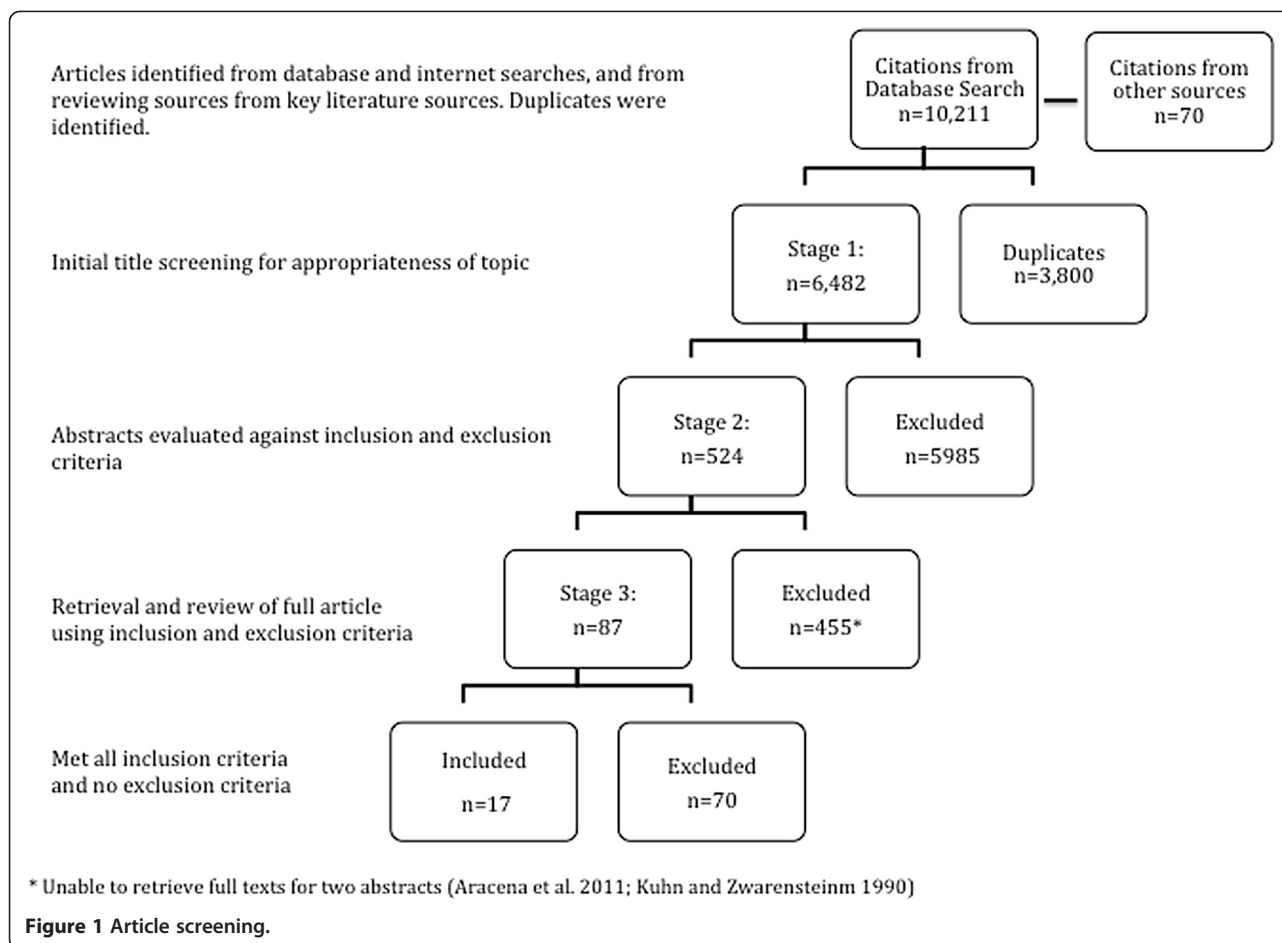 Articles identified from database and internet searches, and from
reviewing sources from key literature sources. Duplicates were
identified.
Citations from
Database Search
n=10,211
Citations from
other sources
n=70
Initial title screening for appropriateness of topic
Stage 1:
n=6,482
Duplicates
n=3,800
Abstracts evaluated against inclusion and exclusion
criteria
Stage 2:
n=524
Excluded
n=5985
Retrieval and review of full article
using inclusion and exclusion criteria
Stage 3:
n=87
Excluded
n=455*
Met all inclusion criteria
and no exclusion criteria
Included
n=17
Excluded
n=70
* Unable to retrieve full texts for two abstracts (Aracena et al. 2011; Kuhn and Zwarensteinm 1990)
Figure 1 Article screening.